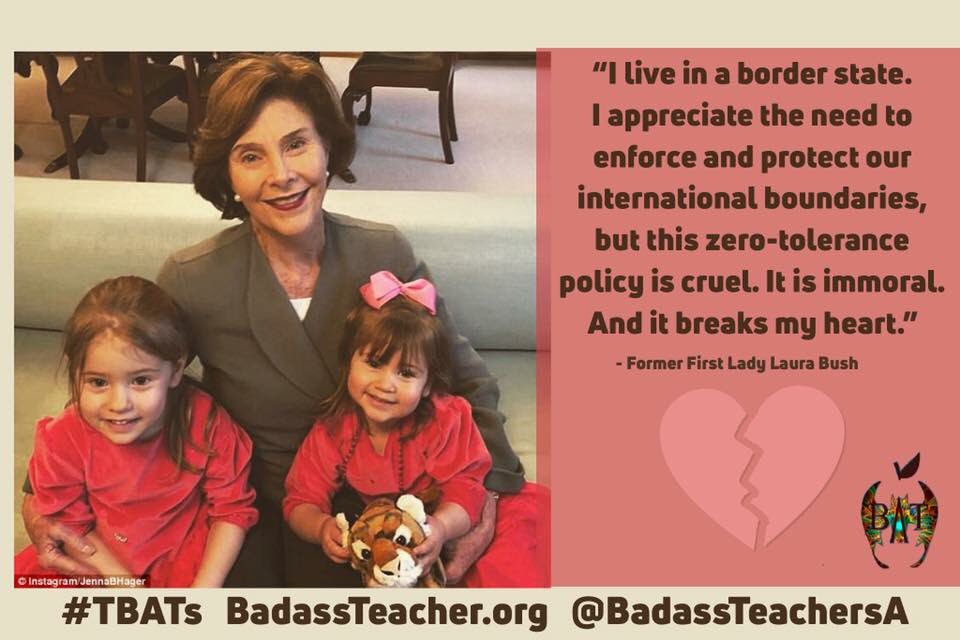 “I live in a border state.
I appreciate the need to
enforce and protect our
international boundaries,
but this zero-tolerance
policy is cruel. It is immoral.
And it breaks my heart.”
- Former First Lady Laura Bush
BAT
© Instagram/JennaBHager
#TBATs BadassTeacher.org @BadassTeachersA